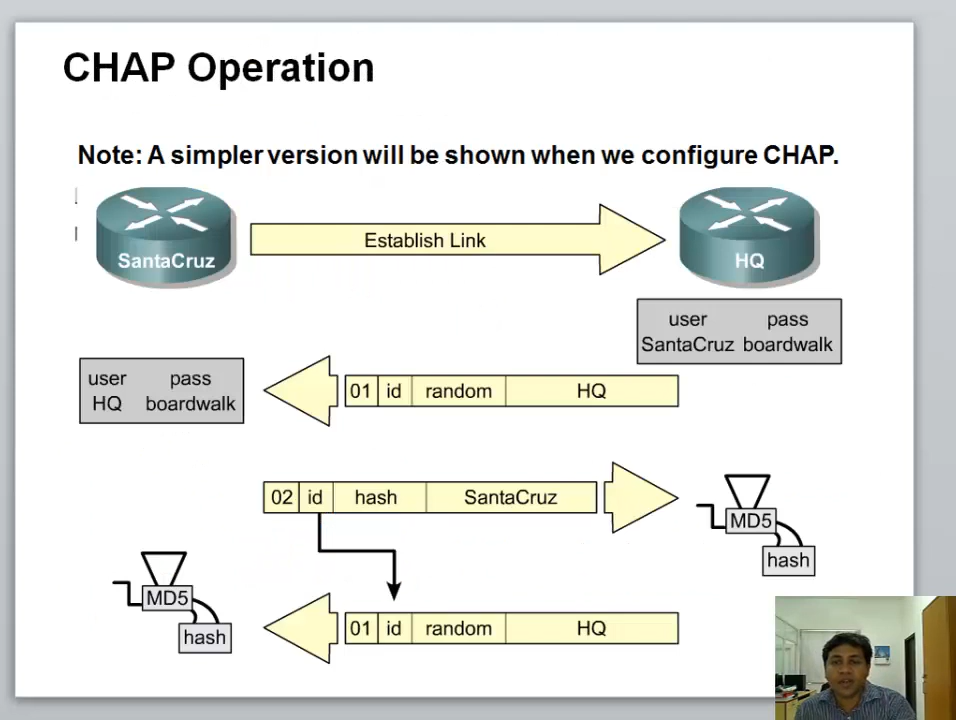 CHAP Operation
Note: A simpler version will be shown when we configure CHAP.
SantaCruz
Establish Link
HQ
user pass
SantaCruz boardwalk
user pass
HQ boardwalk
01 id random HQ
02 id hash SantaCruz
MD5
hash
MD5
hash
01 id random HQ